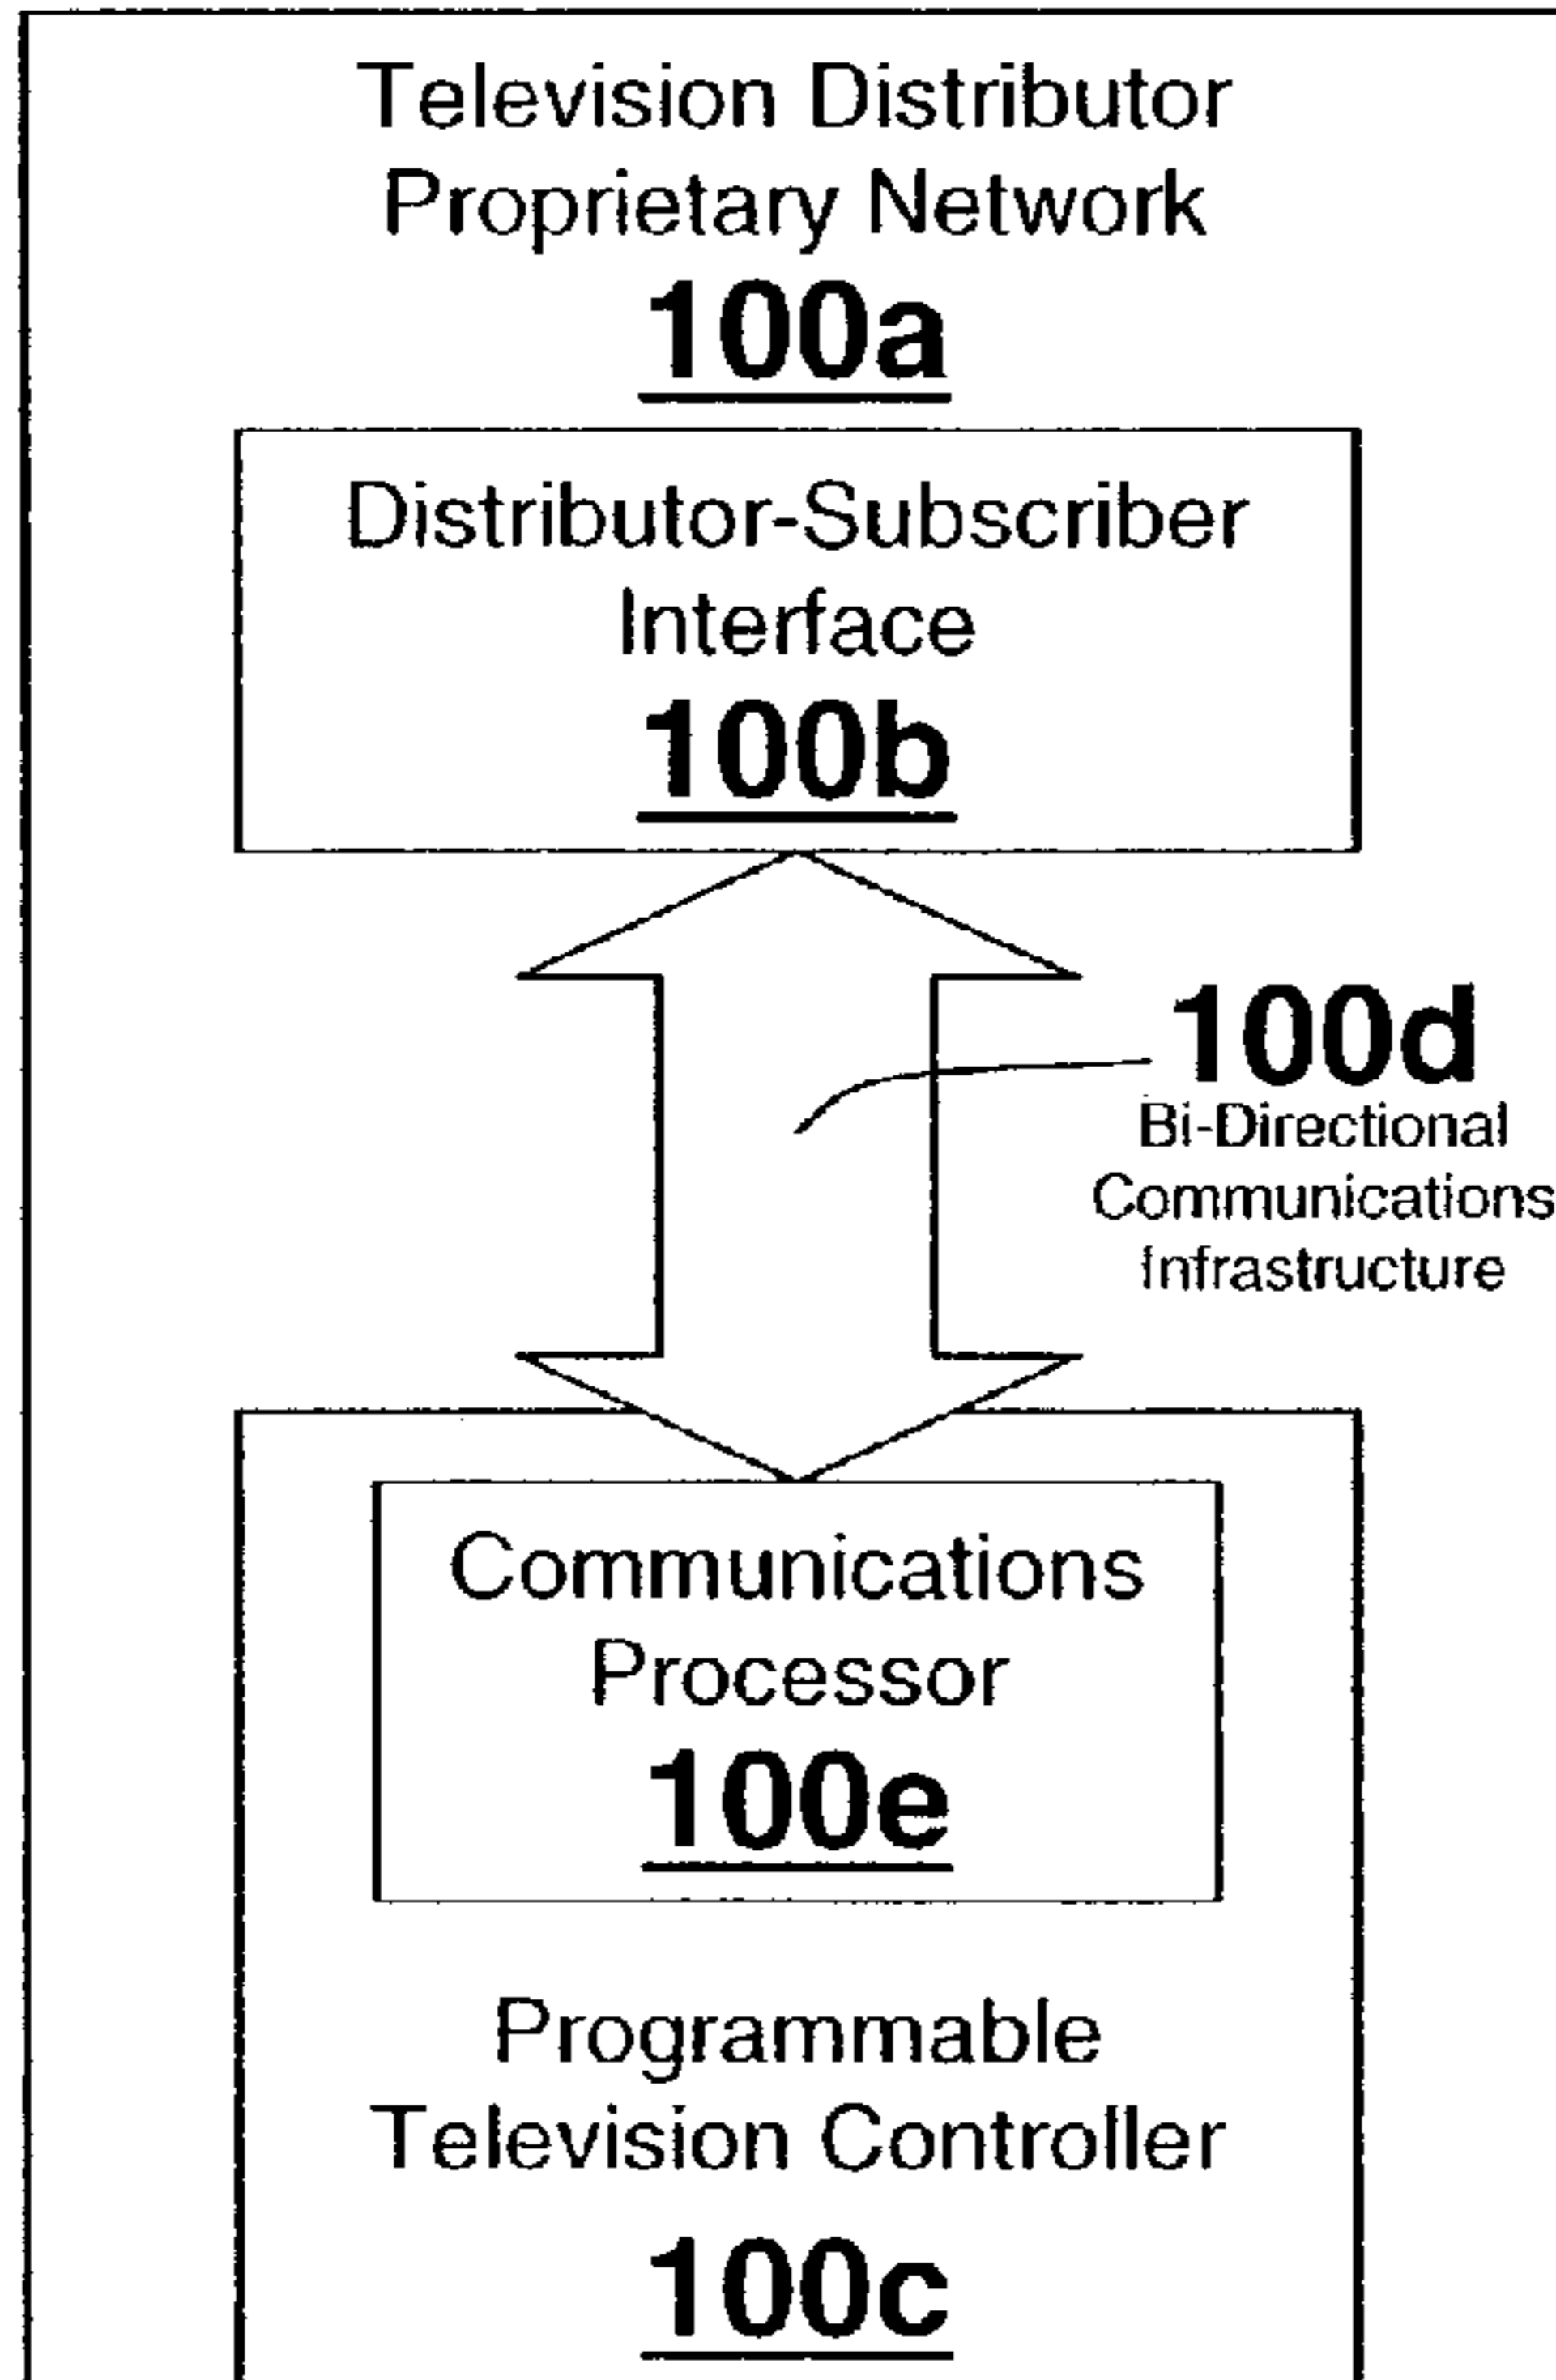 Television Distributor
Proprietary Network
100a
Distributor-Subscriber
Interface
100b
100d
Bi-Directional
Communications
Infrastructure
Communications
Processor
100e
Programmable
Television Controller
100c